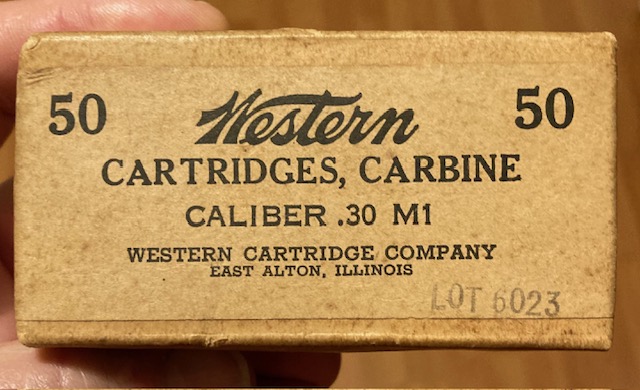 50 Western 50
CARTRIDGES, CARBINE
CALIBER .30 M1
WESTERN CARTRIDGE COMPANY
EAST ALTON, ILLINOIS
LOT 6023